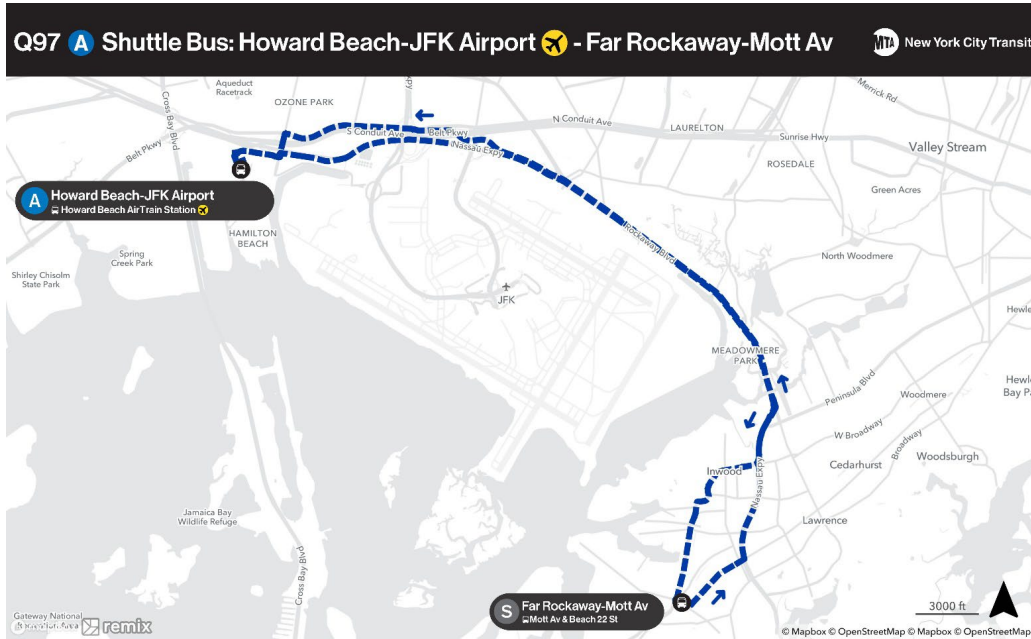 Q97 A Shuttle Bus: Howard Beach-JFK Airport - Far Rockaway-Mott Av
MTA New York City Transit
Aqueduct
Racetrack
OZONE PARK
Cross Bay Blvd
Belt Pkwy
S Conduit Ave
Belt Pkwy
Nassau Expy
N Conduit Ave
LAURELTON
Merrick Rd
Sunrise Hwy
ROSEDALE
Valley Stream
Green Acres
A Howard Beach-JFK Airport
Howard Beach AirTrain Station
HAMILTON
BEACH
Spring
Creek Park
Shirley Chisolm
State Park
Rockaway Blvd
North Woodmere
JFK
MEADOWMERE
PARK
Peninsula Blvd
Woodmere
W Broadway
Broadway
Cedarhurst
Woodsburgh
Inwood
Nassau Expy
Lawrence
Jamaica Bay
Wildlife Refuge
Cross Bay Blvd
S Far Rockaway-Mott Av
Mott Av & Beach 22 St
Gateway National
remix
3000 ft
© Mapbox © OpenStreetMap © Mapbox © OpenStreetMap